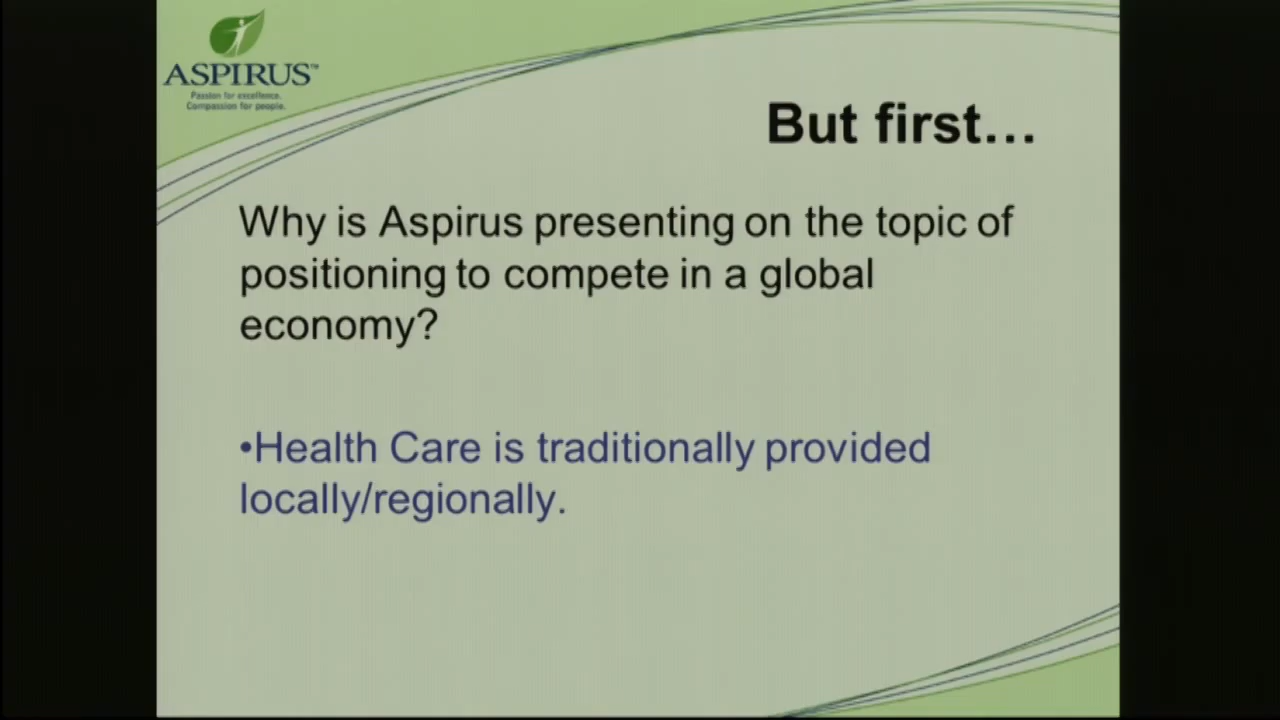 ASPIRUS™
Passion for excellence.
Compassion for people.
But first…
Why is Aspirus presenting on the topic of
positioning to compete in a global
economy?
•Health Care is traditionally provided
locally/regionally.